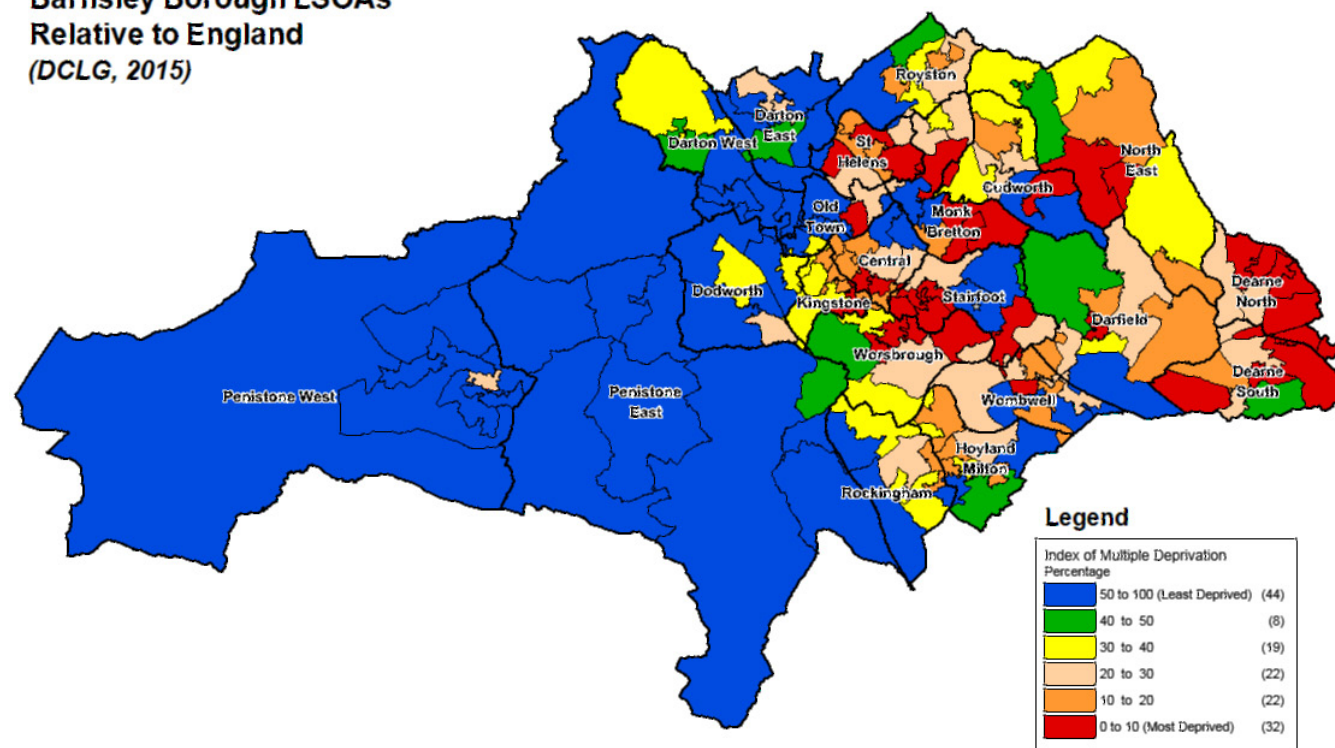 Barnsley Borough LSOAs
Relative to England
(DCLG, 2015)
Royston
Darton
East
Darton West
St
Helens
North
East
Cudworth
Old
Town
Monk
Bretton
Central
Dodworth
Kingstone
Stairfoot
Dearne
North
Darfield
Worsbrough
Dearne
South
Penistone West
Penistone
East
Wombwell
Hoyland
Milton
Rockingham
Legend
Index of Multiple Deprivation
Percentage
50 to 100 (Least Deprived) (44)
40 to 50 (8)
30 to 40 (19)
20 to 30 (22)
10 to 20 (22)
0 to 10 (Most Deprived) (32)